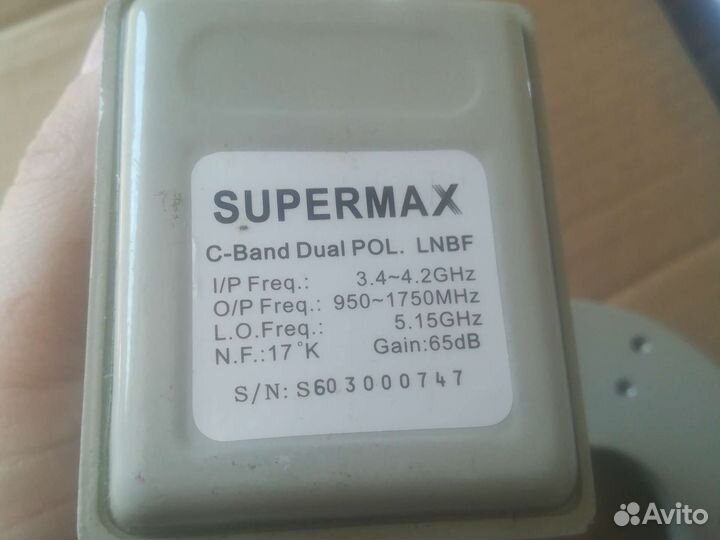 SUPERMAX
C-Band Dual POL. LNBF
I/P Freq.: 3.4~4.2GHz
O/P Freq.: 950~1750MHz
L.O.Freq.: 5.15GHz
N.F.:17°K Gain:65dB
S/N: S603000747
Avito